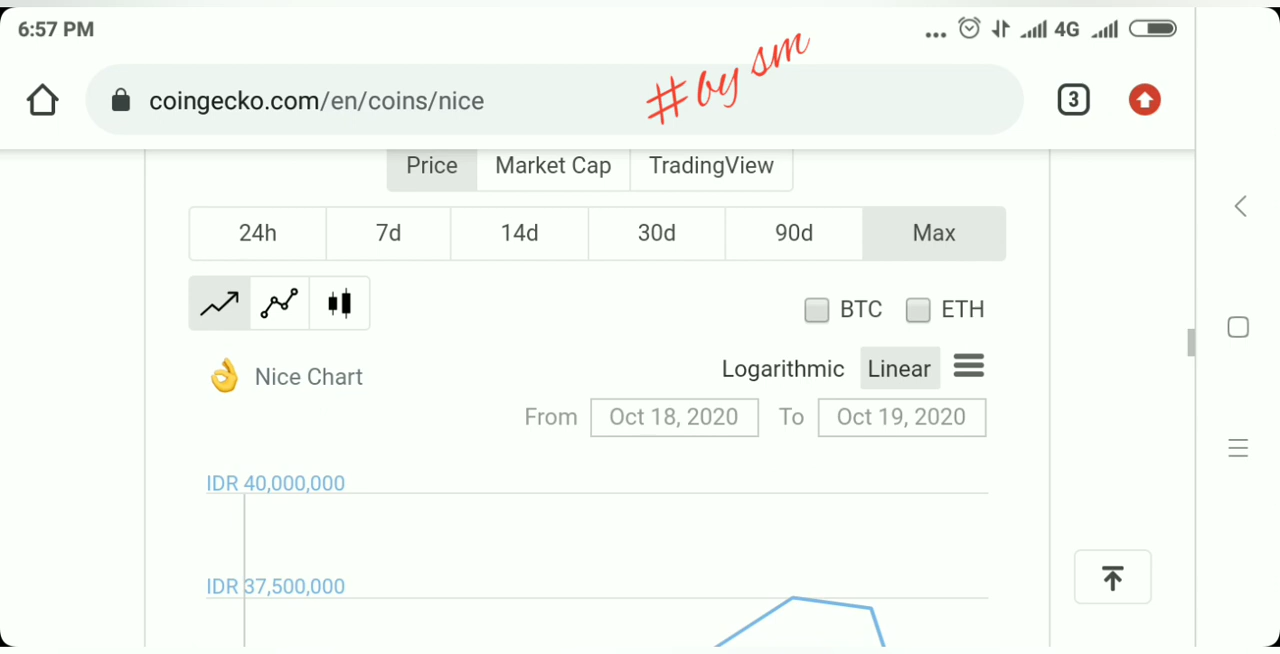 6:57 PM
4G
coingecko.com/en/coins/nice
3
#by sm
Price Market Cap TradingView
24h 7d 14d 30d 90d Max
BTC ETH
Nice Chart
Logarithmic Linear
From Oct 18, 2020 To Oct 19, 2020
IDR 40,000,000
IDR 37,500,000